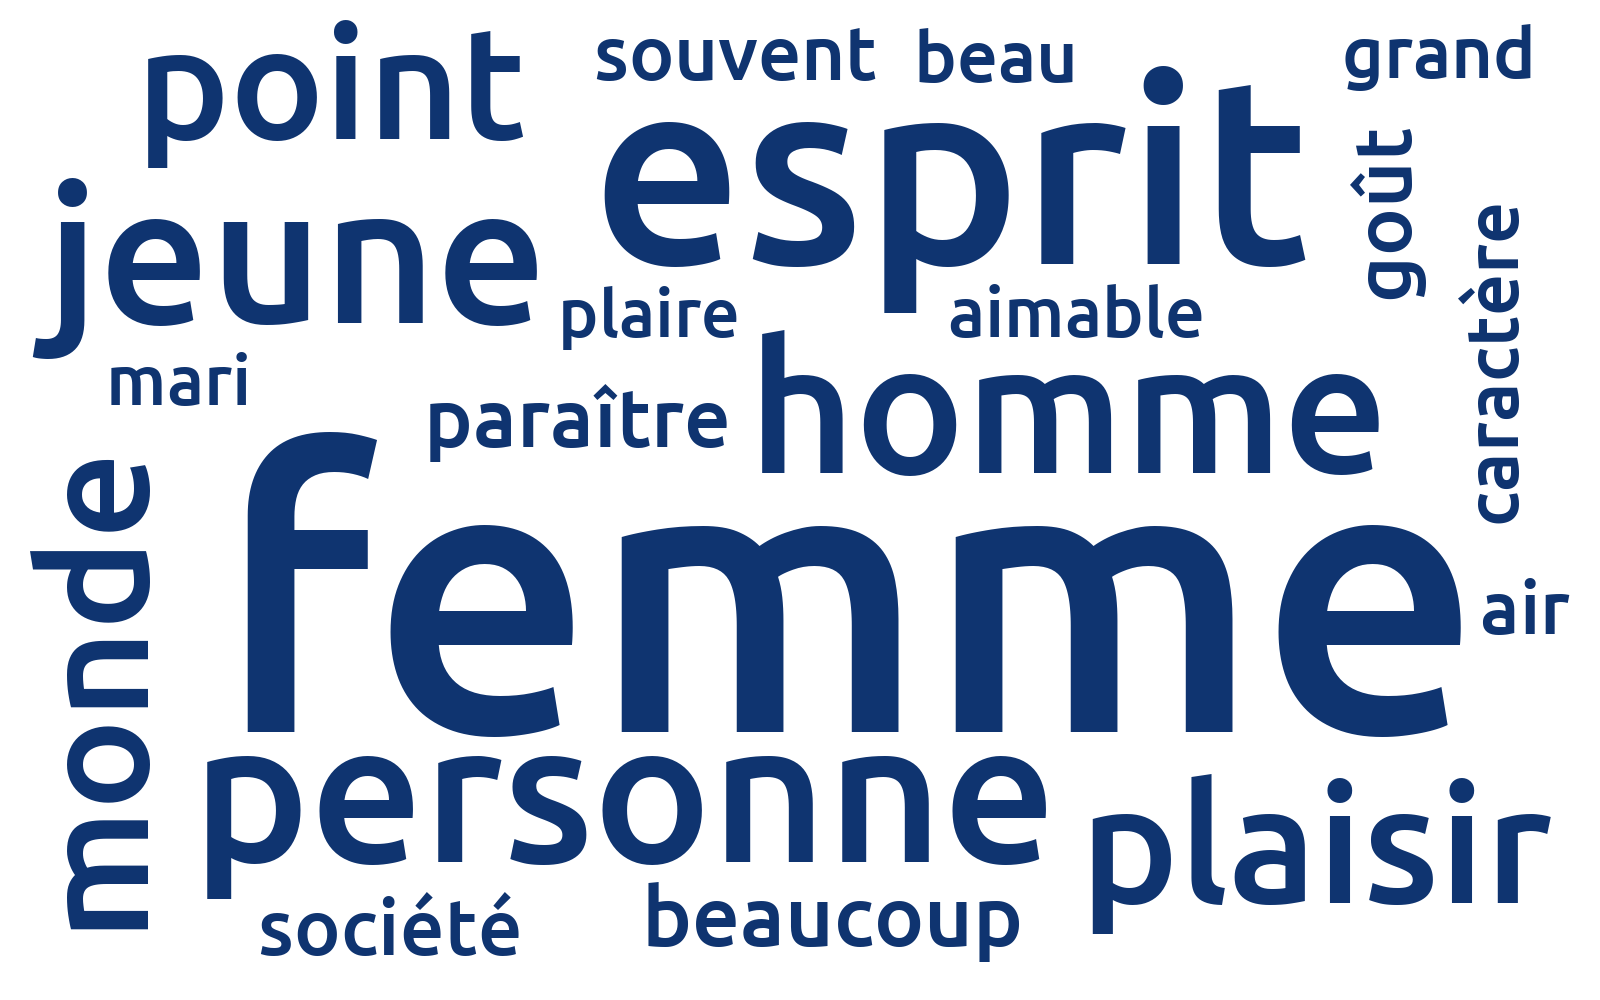 point
souvent
beau
grand
esprit
goût
jeune
plaire
aimable
caractère
mari
paraître
homme
monde
femme
air
personne
plaisir
société
beaucoup